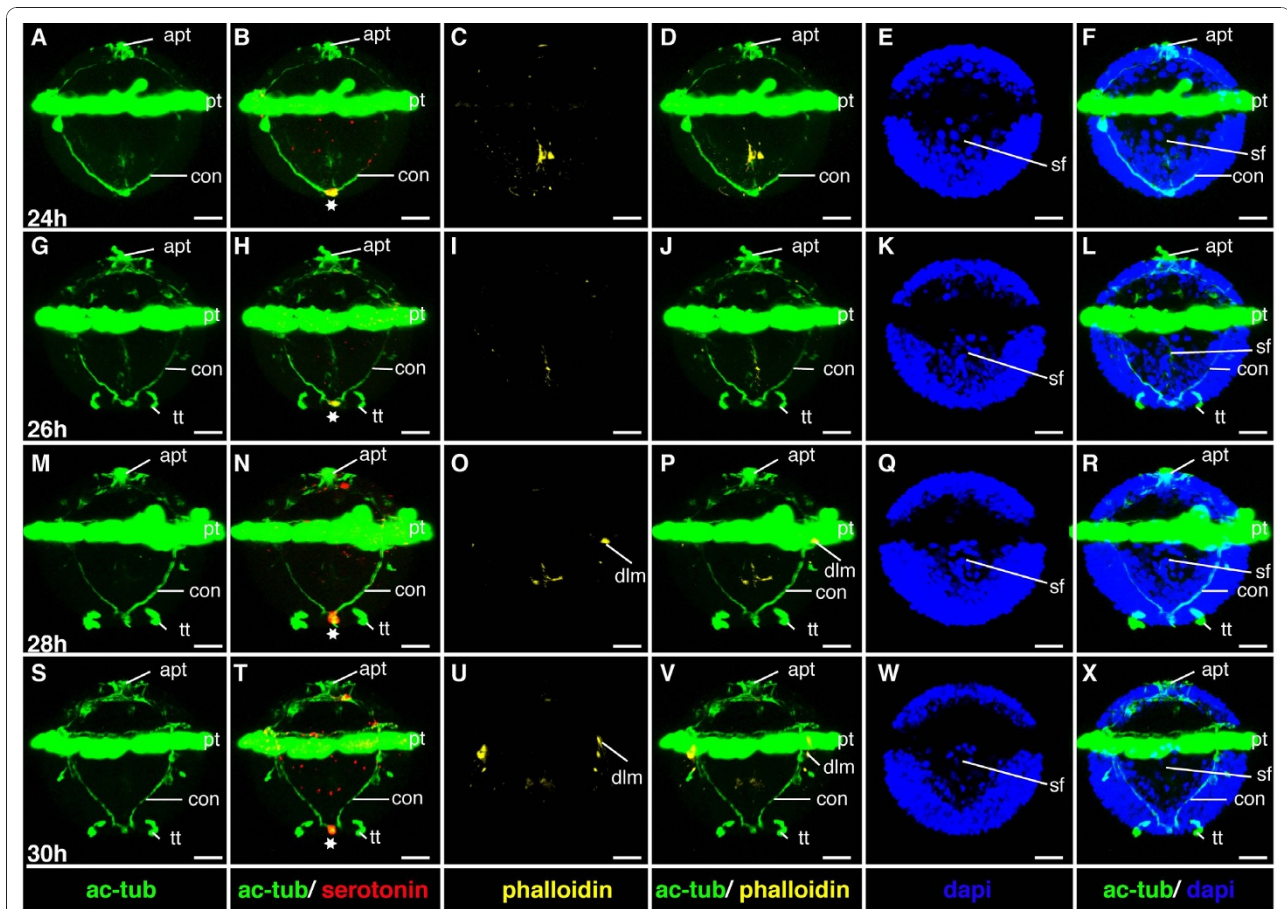 A apt B apt C D apt E F apt
pt pt pt pt
sf sf
con con con
24h
G apt H apt I J apt K L apt
pt pt pt pt
sf sf
con con con con
tt tt tt tt
26h
M apt N apt O P apt Q R apt
pt pt pt pt
dlm dlm
sf sf
con con con con
tt tt tt tt
28h
S apt T apt U V apt W X apt
pt pt pt pt
dlm dlm
sf sf
con con con con
tt tt tt tt
30h
ac-tub ac-tub/ serotonin phalloidin ac-tub/ phalloidin dapi ac-tub/ dapi